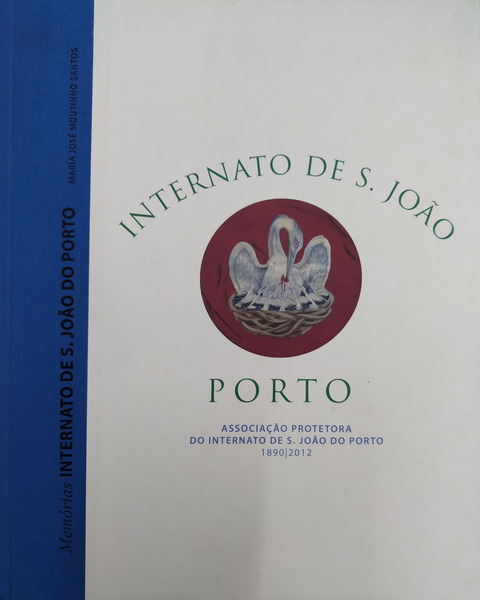 MARIA JOSÉ MOUTINHO SANTOS
Memórias INTERNATO DE S. JOÃO DO PORTO
INTERNATO DE S. JOÃO
PORTO
ASSOCIAÇÃO PROTETORA
DO INTERNATO DE S. JOÃO DO PORTO
1890|2012